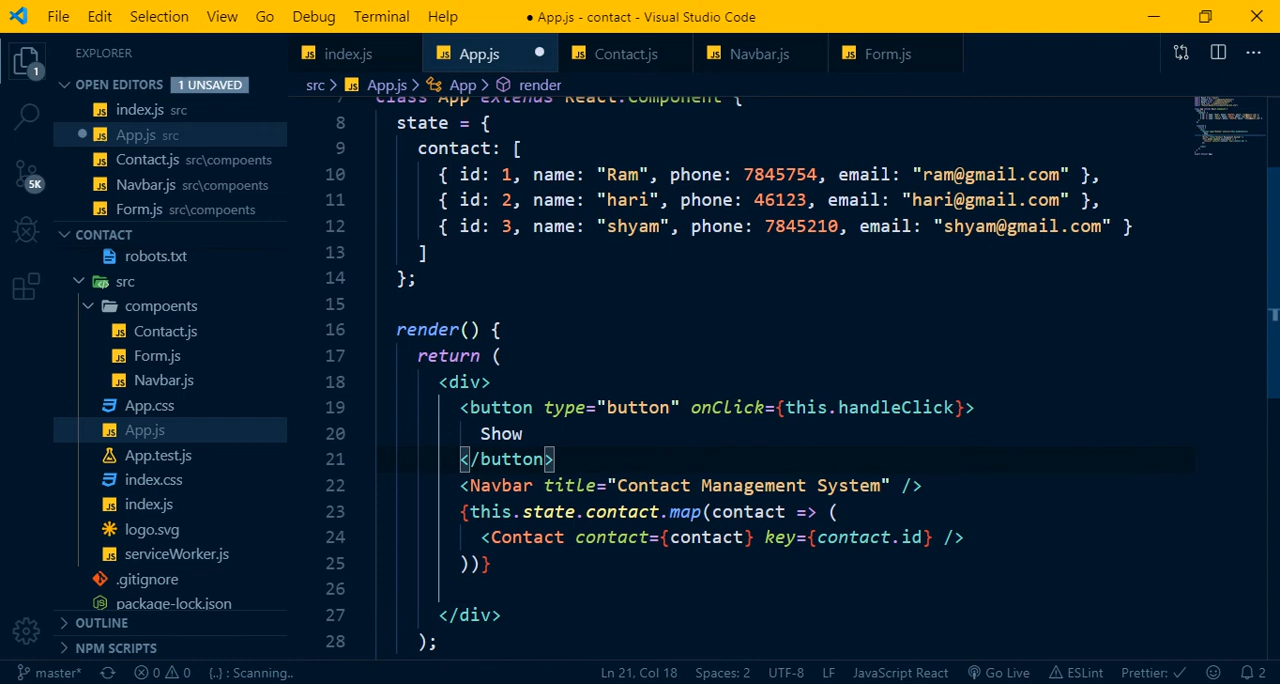 File Edit Selection View Go Debug Terminal Help ● App.js - contact - Visual Studio Code
EXPLORER
OPEN EDITORS 1 UNSAVED
index.js src
App.js src
Contact.js src\compoents
Navbar.js src\compoents
Form.js src\compoents
CONTACT
robots.txt
src
compoents
Contact.js
Form.js
Navbar.js
App.css
App.js
App.test.js
index.css
index.js
logo.svg
serviceWorker.js
.gitignore
package-lock.json
OUTLINE
NPM SCRIPTS
1
5K
index.js App.js Contact.js Navbar.js Form.js
src > App.js > App > render
7 class App extends React.Component {
8 state = {
9 contact: [
10 { id: 1, name: "Ram", phone: 7845754, email: "ram@gmail.com" },
11 { id: 2, name: "hari", phone: 46123, email: "hari@gmail.com" },
12 { id: 3, name: "shyam", phone: 7845210, email: "shyam@gmail.com" }
13 ]
14 };
15
16 render() {
17 return (
18 <div>
19 <button type="button" onClick={this.handleClick}>
20 Show
21 </button>
22 <Navbar title="Contact Management System" />
23 {this.state.contact.map(contact => (
24 <Contact contact={contact} key={contact.id} />
25 ))}
26
27 </div>
28 );
master* 0 0 {..} : Scanning.. Ln 21, Col 18 Spaces: 2 UTF-8 LF JavaScript React Go Live ESLint Prettier: ✓ 2